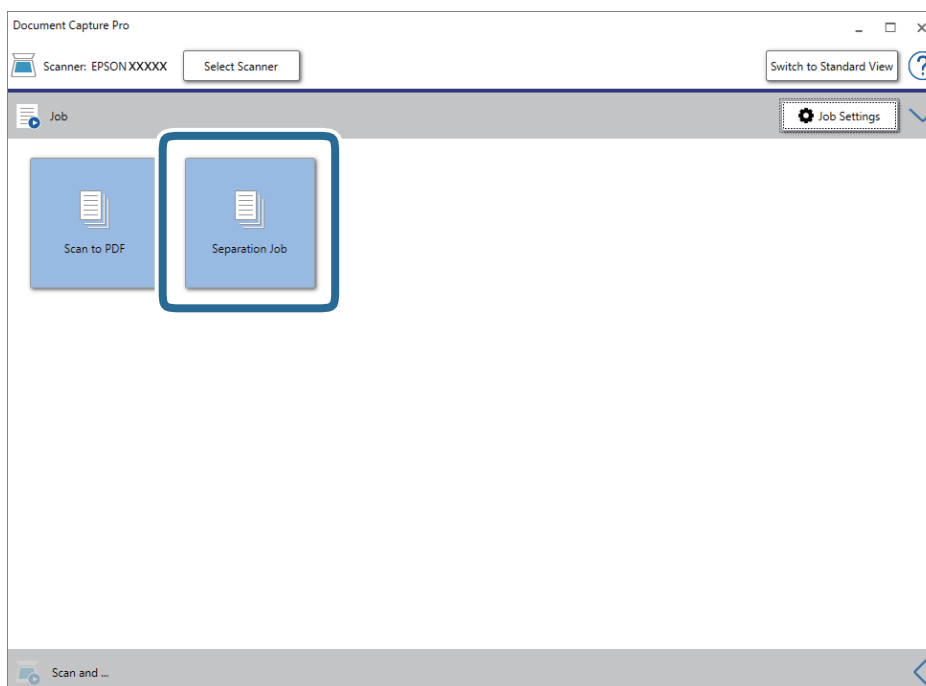 Document Capture Pro
Scanner: EPSON XXXXX
Select Scanner
Switch to Standard View
?
Job
Job Settings
Scan to PDF
Separation Job
Scan and ...